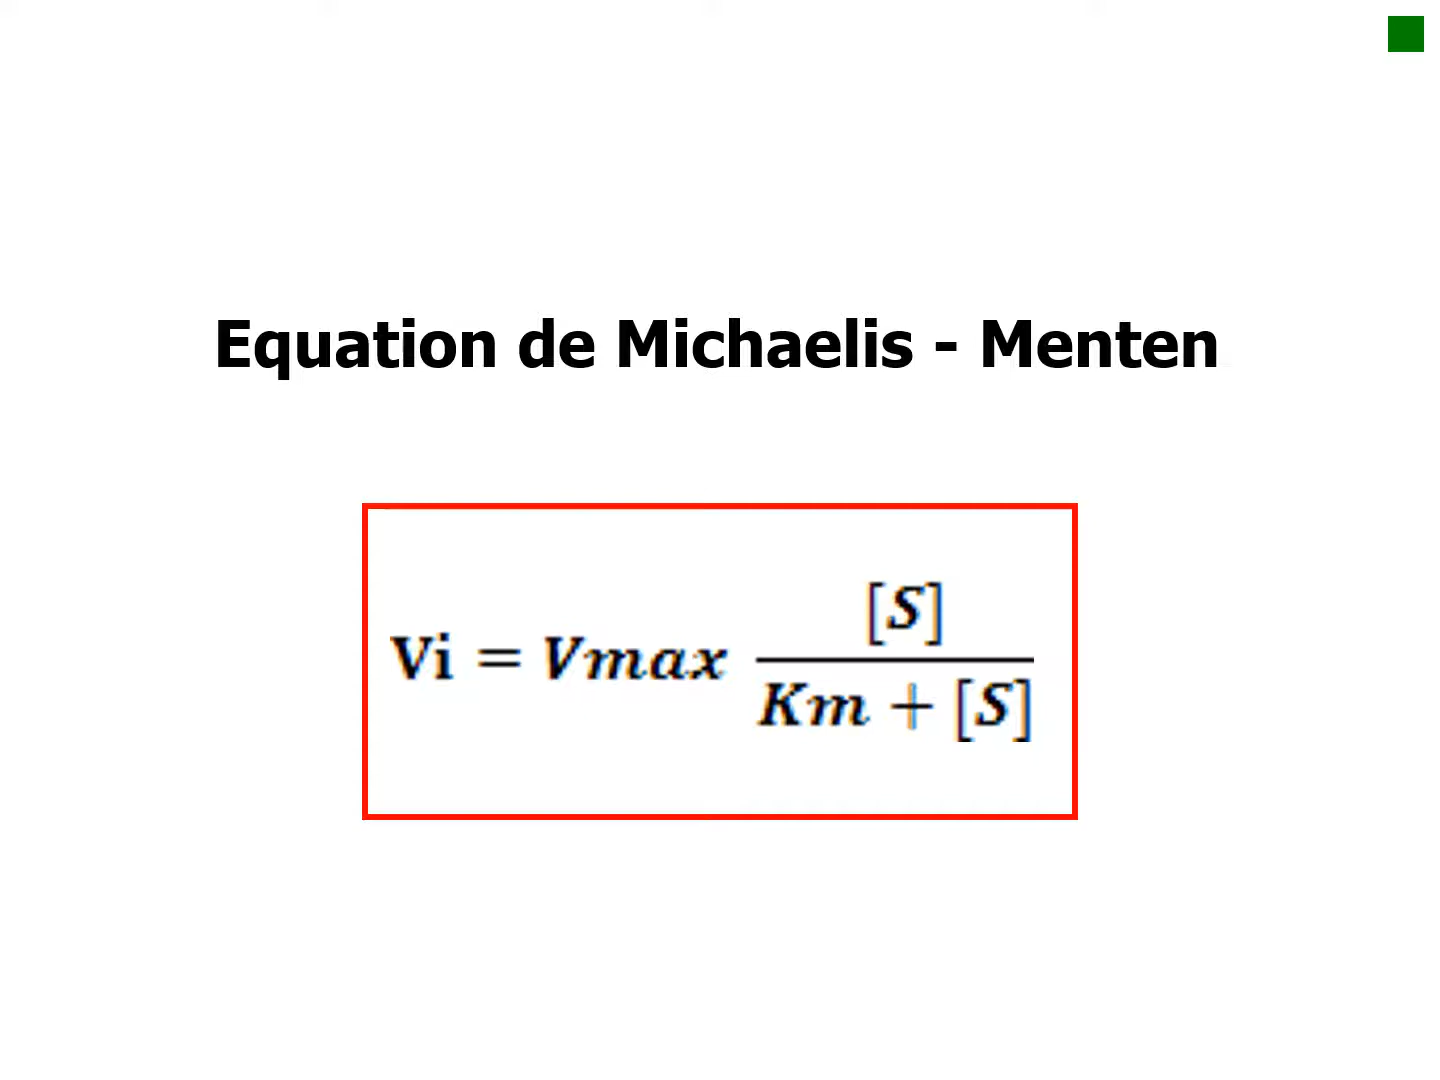 Equation de Michaelis - Menten
Vi = Vmax [S] / Km + [S]